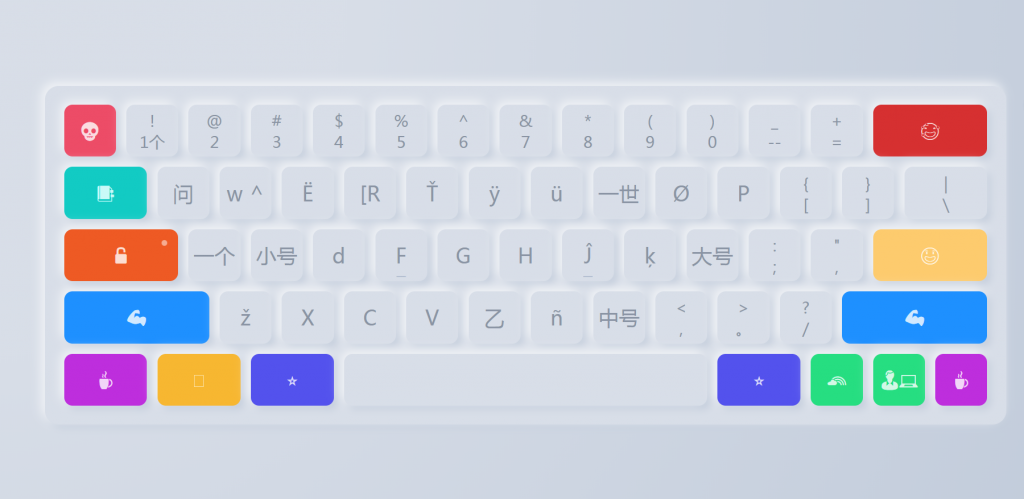 ! @ # $ % ^ & * ( ) _ +
1个 2 3 4 5 6 7 8 9 0 -- =
问 w ^ Ë [R Ť ÿ ü 一世 Ø P { } |
[ ] \
一个 小号 d F G H Ĵ ķ 大号 : "
; ,
ž X C V 乙 ñ 中号 < > ?
, 。 /